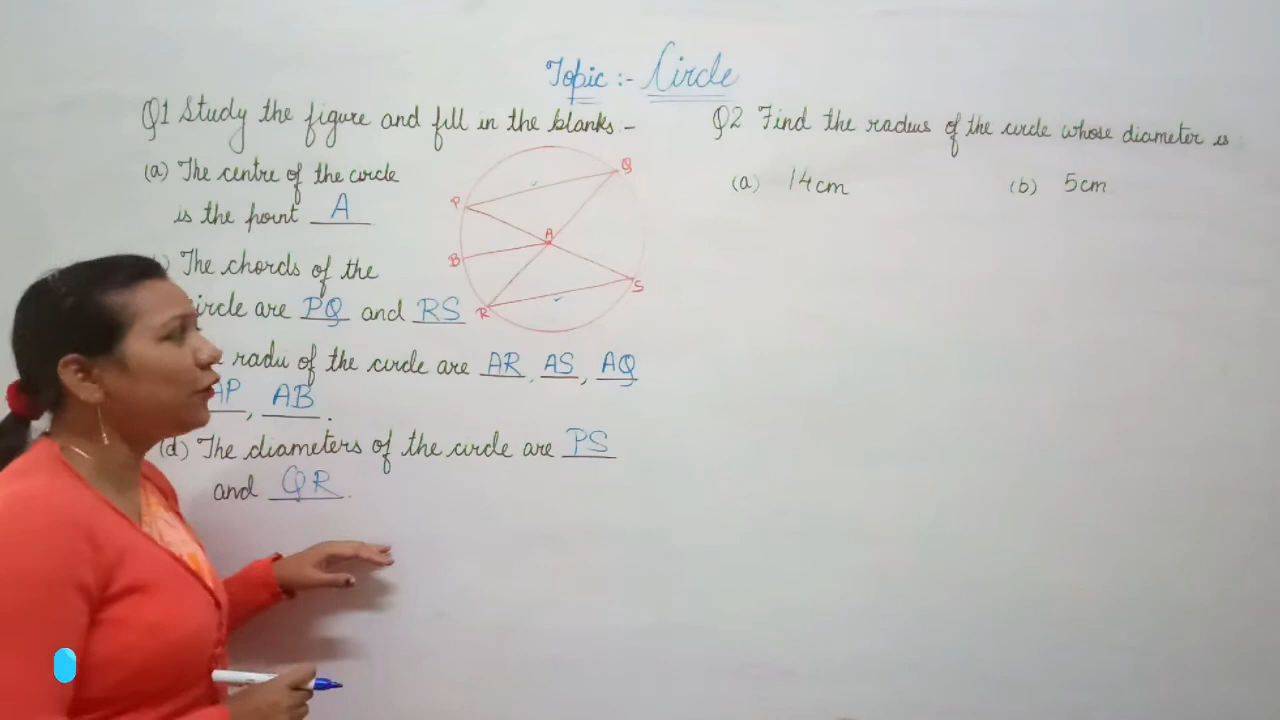 Topic :- Circle
Q1 Study the figure and fill in the blanks -
(a) The centre of the circle
is the point A
The chords of the
circle are PQ and RS
radii of the circle are AR, AS, AQ
AP, AB.
(d) The diameters of the circle are PS
and QR.
P
Q
A
B
R
S
Q2 Find the radius of the circle whose diameter is
(a) 14cm
(b) 5cm